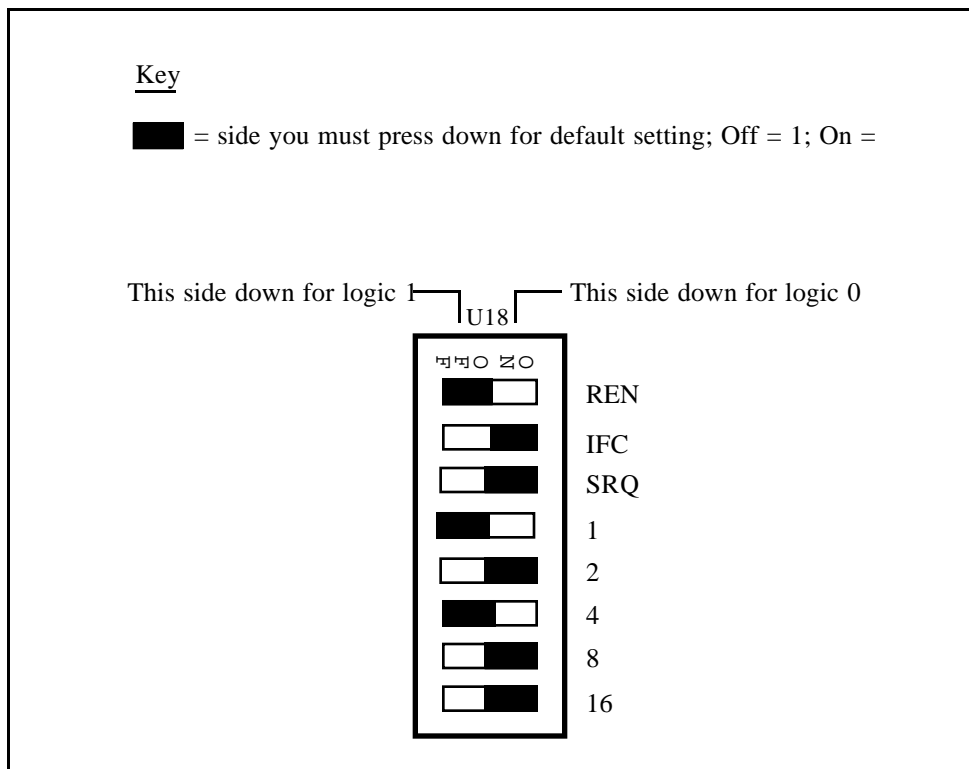 Key
= side you must press down for default setting; Off = 1; On =
This side down for logic 1
This side down for logic 0
U18
OFF ON
REN
IFC
SRQ
1
2
4
8
16